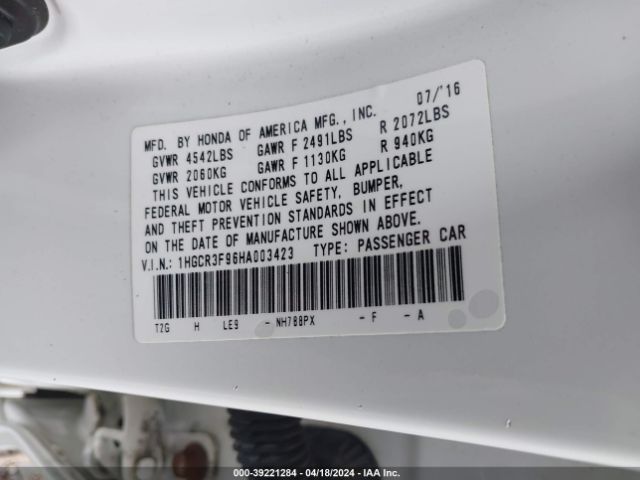 MFD. BY HONDA OF AMERICA MFG., INC. 07/'16
GVWR 4542LBS GAWR F 2491LBS R 2072LBS
GVWR 2060KG GAWR F 1130KG R 940KG
THIS VEHICLE CONFORMS TO ALL APPLICABLE
FEDERAL MOTOR VEHICLE SAFETY, BUMPER,
AND THEFT PREVENTION STANDARDS IN EFFECT
ON THE DATE OF MANUFACTURE SHOWN ABOVE.
V.I.N.: 1HGCR3F96HA003423 TYPE: PASSENGER CAR
T2G H LE9 - NH788PX - F - A
000-39221284 - 04/18/2024 - IAA Inc.